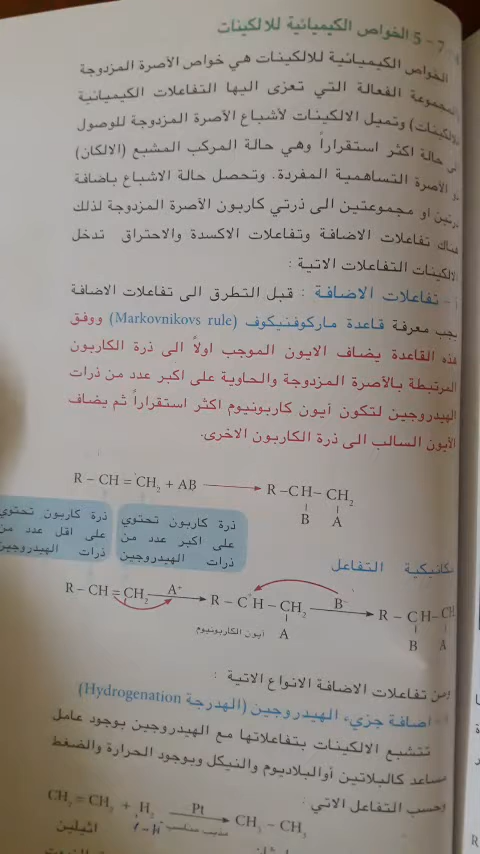 5 - 7 الخواص الكيميائية للالكينات
الخواص الكيميائية للالكينات هي خواص الأصرة المزدوجة
المجموعة الفعالة التي تعزى اليها التفاعلات الكيميائية
للالكينات) وتميل الالكينات لأشباع الأصرة المزدوجة للوصول
الى حالة اكثر استقراراً وهي حالة المركب المشبع (الالكان)
الأصرة التساهمية المفردة. وتحصل حالة الاشباع باضافة
ذرتين او مجموعتين الى ذرتي كاربون الأصرة المزدوجة لذلك
هناك تفاعلات الاضافة وتفاعلات الاكسدة والاحتراق تدخل
الالكينات التفاعلات الاتية :
أ - تفاعلات الاضافة : قبل التطرق الى تفاعلات الاضافة
يجب معرفة قاعدة ماركوفنيكوف (Markovnikovs rule) ووفق
هذه القاعدة يضاف الايون الموجب اولاً الى ذرة الكاربون
المرتبطة بالأصرة المزدوجة والحاوية على اكبر عدد من ذرات
الهيدروجين لتكون أيون كاربونيوم اكثر استقراراً ثم يضاف
الأيون السالب الى ذرة الكاربون الاخرى.
R – CH = CH₂ + AB ⟶ R – CH – CH₂
B A
ذرة كاربون تحتوي
على اكبر عدد من
ذرات الهيدروجين
ذرة كاربون تحتوي
على اقل عدد من
ذرات الهيدروجين
ميكانيكية التفاعل
R – CH = CH₂ A⁺ ⟶ R – C⁺H – CH₂ B⁻ ⟶ R – CH – CH
A B A
أيون الكاربونيوم
ومن تفاعلات الاضافة الانواع الاتية :
اضافة جزيء الهيدروجين (الهدرجة Hydrogenation)
تتشبع الالكينات بتفاعلاتها مع الهيدروجين بوجود عامل
مساعد كالبلاتين أوالبلاديوم والنيكل وبوجود الحرارة والضغط
وحسب التفاعل الاتي :
CH₂ = CH₂ + H₂ Pt ⟶ CH₃ – CH₃
اثيلين